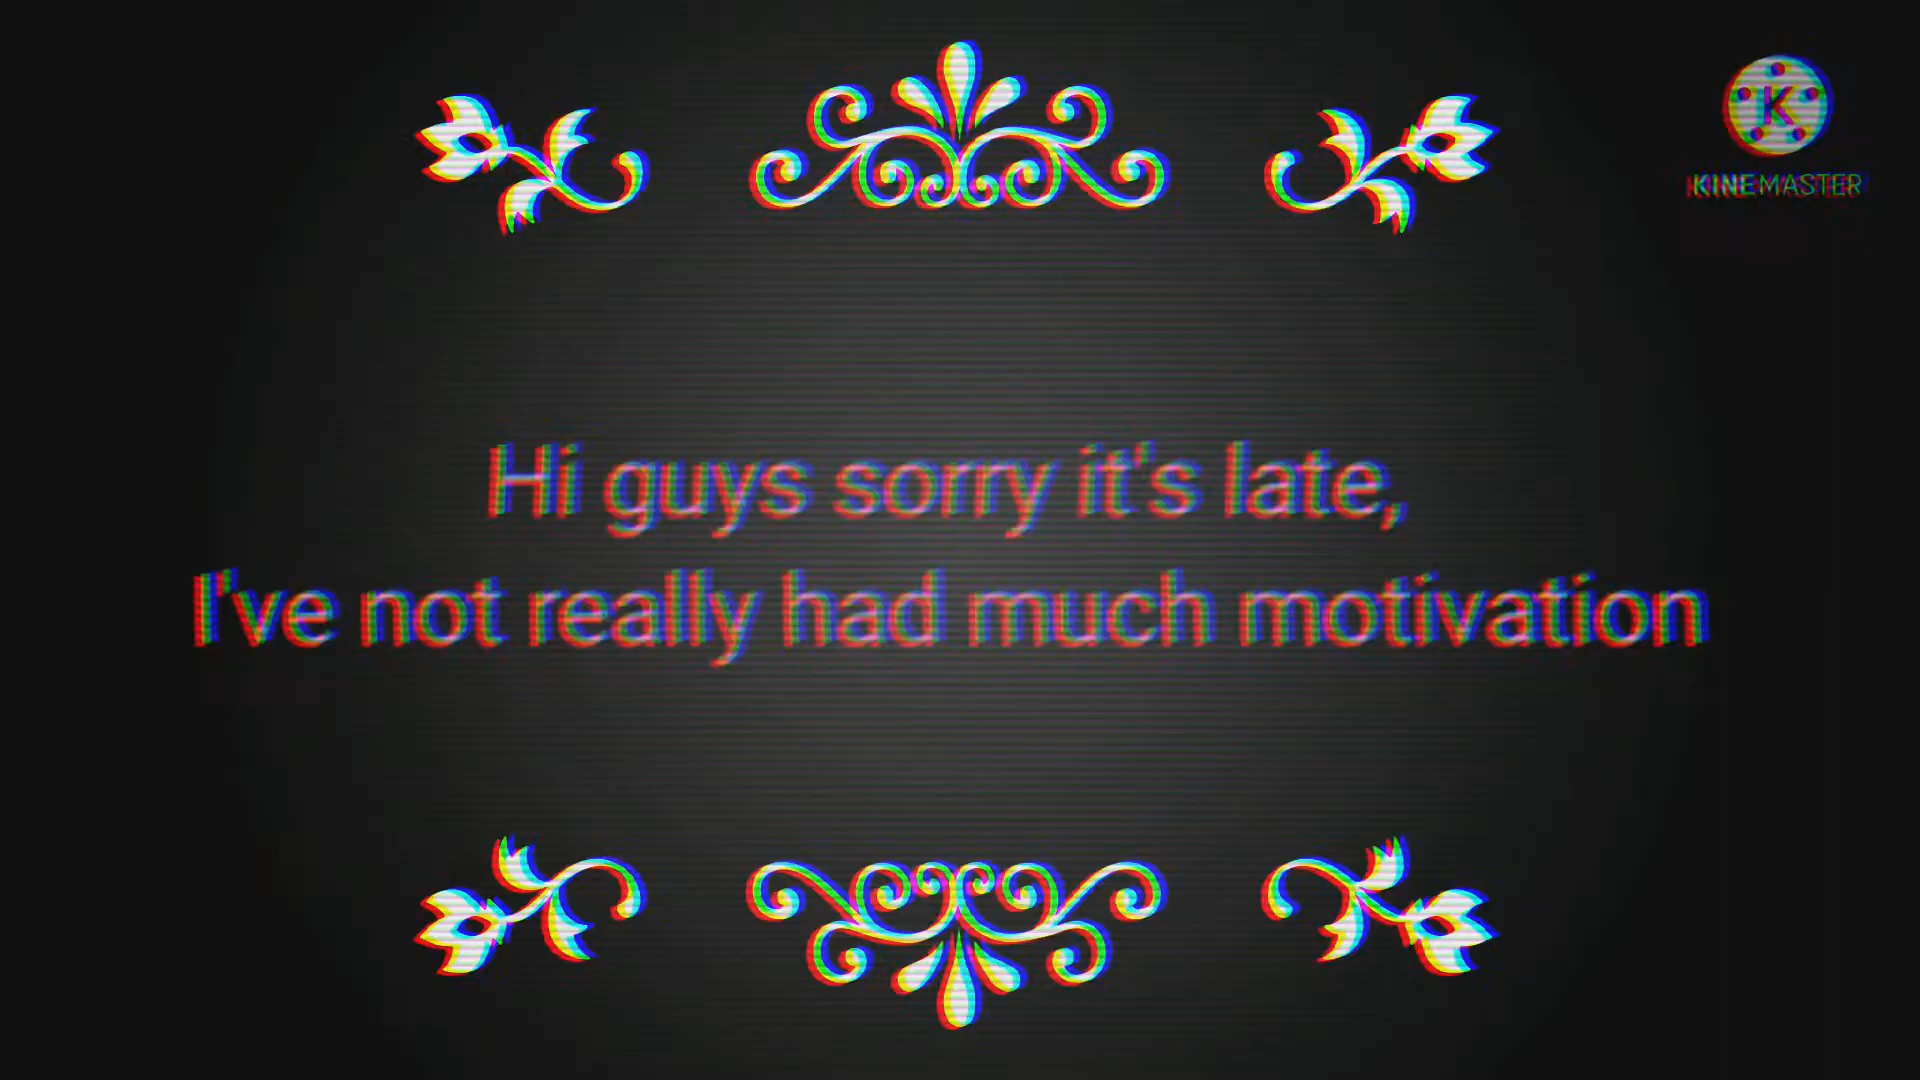 K
KINEMASTER
Hi guys sorry it's late,
I've not really had much motivation